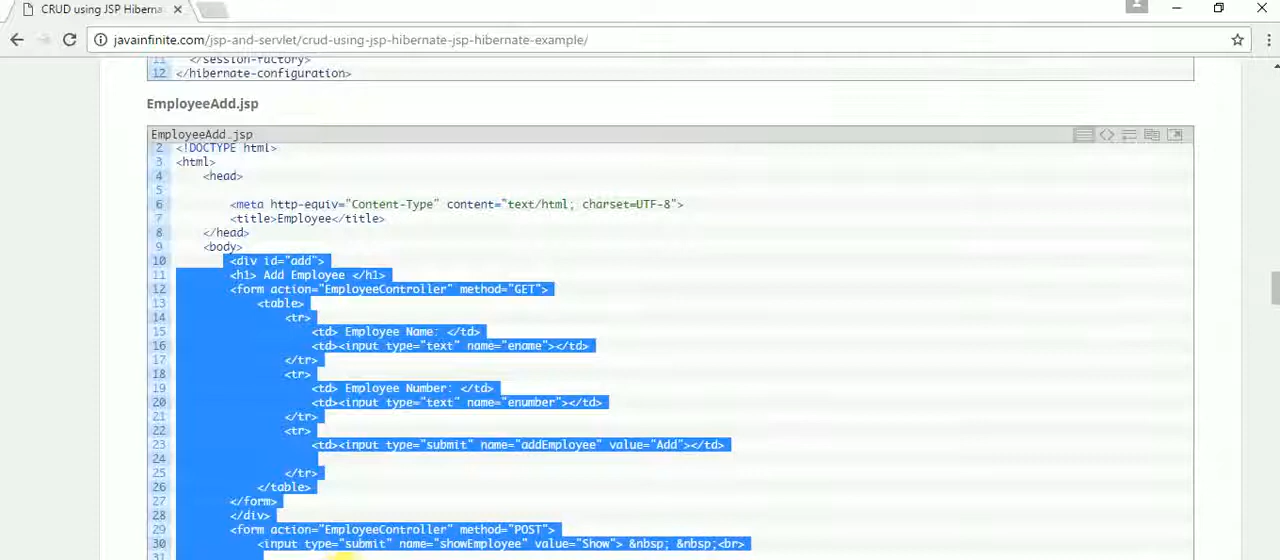 CRUD using JSP Hiberna
javainfinite.com/jsp-and-servlet/crud-using-jsp-hibernate-jsp-hibernate-example/
11 </session-factory>
12 </hibernate-configuration>
EmployeeAdd.jsp
EmployeeAdd.jsp
2 <!DOCTYPE html>
3 <html>
4 <head>
5
6 <meta http-equiv="Content-Type" content="text/html; charset=UTF-8">
7 <title>Employee</title>
8 </head>
9 <body>
10 <div id="add">
11 <h1> Add Employee </h1>
12 <form action="EmployeeController" method="GET">
13 <table>
14 <tr>
15 <td> Employee Name: </td>
16 <td><input type="text" name="ename"></td>
17 </tr>
18 <tr>
19 <td> Employee Number: </td>
20 <td><input type="text" name="enumber"></td>
21 </tr>
22 <tr>
23 <td><input type="submit" name="addEmployee" value="Add"></td>
24
25 </tr>
26 </table>
27 </form>
28 </div>
29 <form action="EmployeeController" method="POST">
30 <input type="submit" name="showEmployee" value="Show"> &nbsp; &nbsp;<br>
31